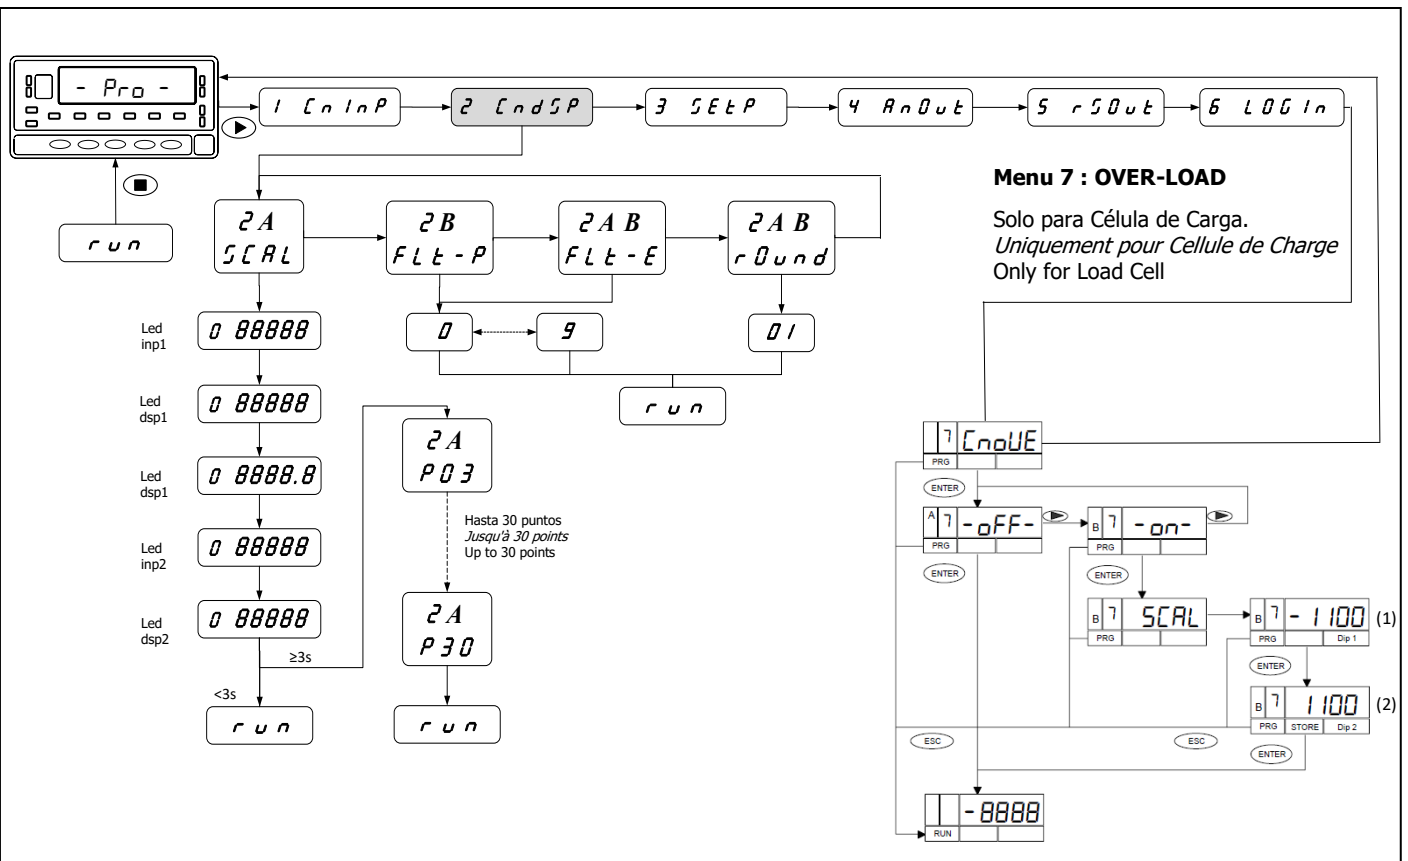 - Pro -
1 CnInP
2 CndSP
3 SEtP
4 AnOut
5 rSOut
6 LOGIn
run
Menu 7 : OVER-LOAD
Solo para Célula de Carga.
Uniquement pour Cellule de Charge
Only for Load Cell
2A
SCAL
2B
FLt-P
2AB
FLt-E
2AB
rOund
Led
inp1
0 88888
0
9
01
run
Led
dsp1
0 88888
Led
dsp1
0 8888.8
Led
inp2
0 88888
Led
dsp2
0 88888
≥3s
<3s
run
2A
P03
Hasta 30 puntos
Jusqu'à 30 points
Up to 30 points
2A
P30
run
7 CnoUE
PRG
ENTER
A 7 -oFF-
PRG
ENTER
B 7 -on-
PRG
ENTER
B 7 SCAL
PRG
B 7 -1100 (1)
PRG Dip 1
ENTER
B 7 1100 (2)
PRG STORE Dip 2
ENTER
ESC
ESC
-8888
RUN